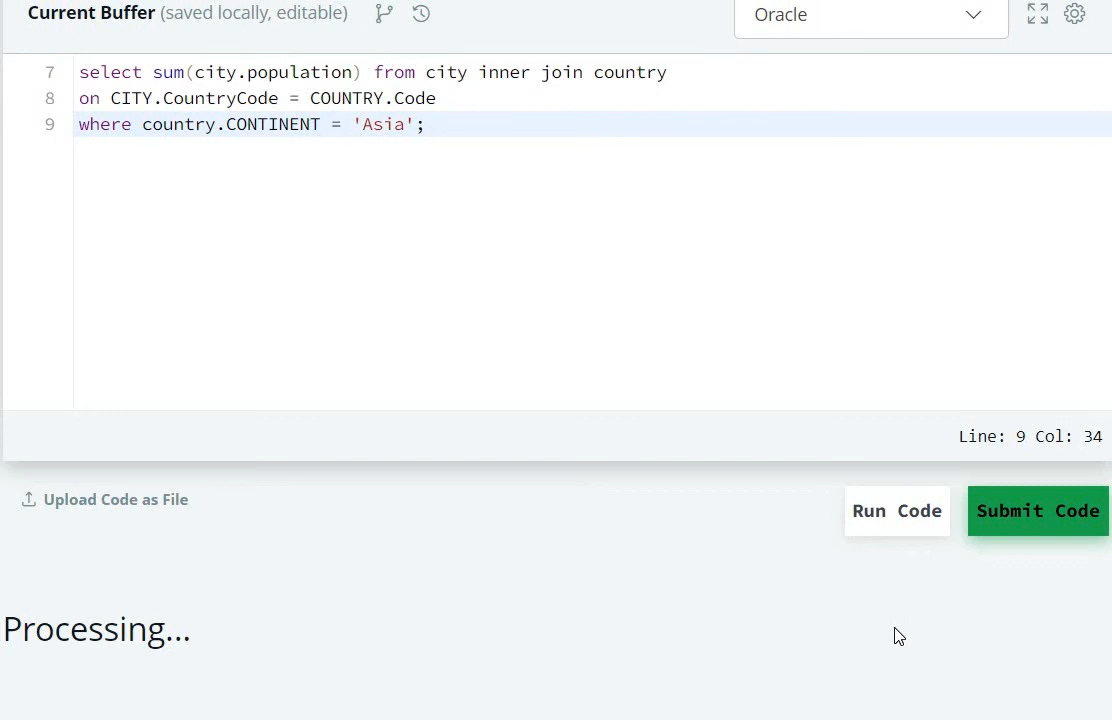 Current Buffer (saved locally, editable)
Oracle
7 select sum(city.population) from city inner join country
8 on CITY.CountryCode = COUNTRY.Code
9 where country.CONTINENT = 'Asia';
Line: 9 Col: 34
Upload Code as File
Run Code
Submit Code
Processing...